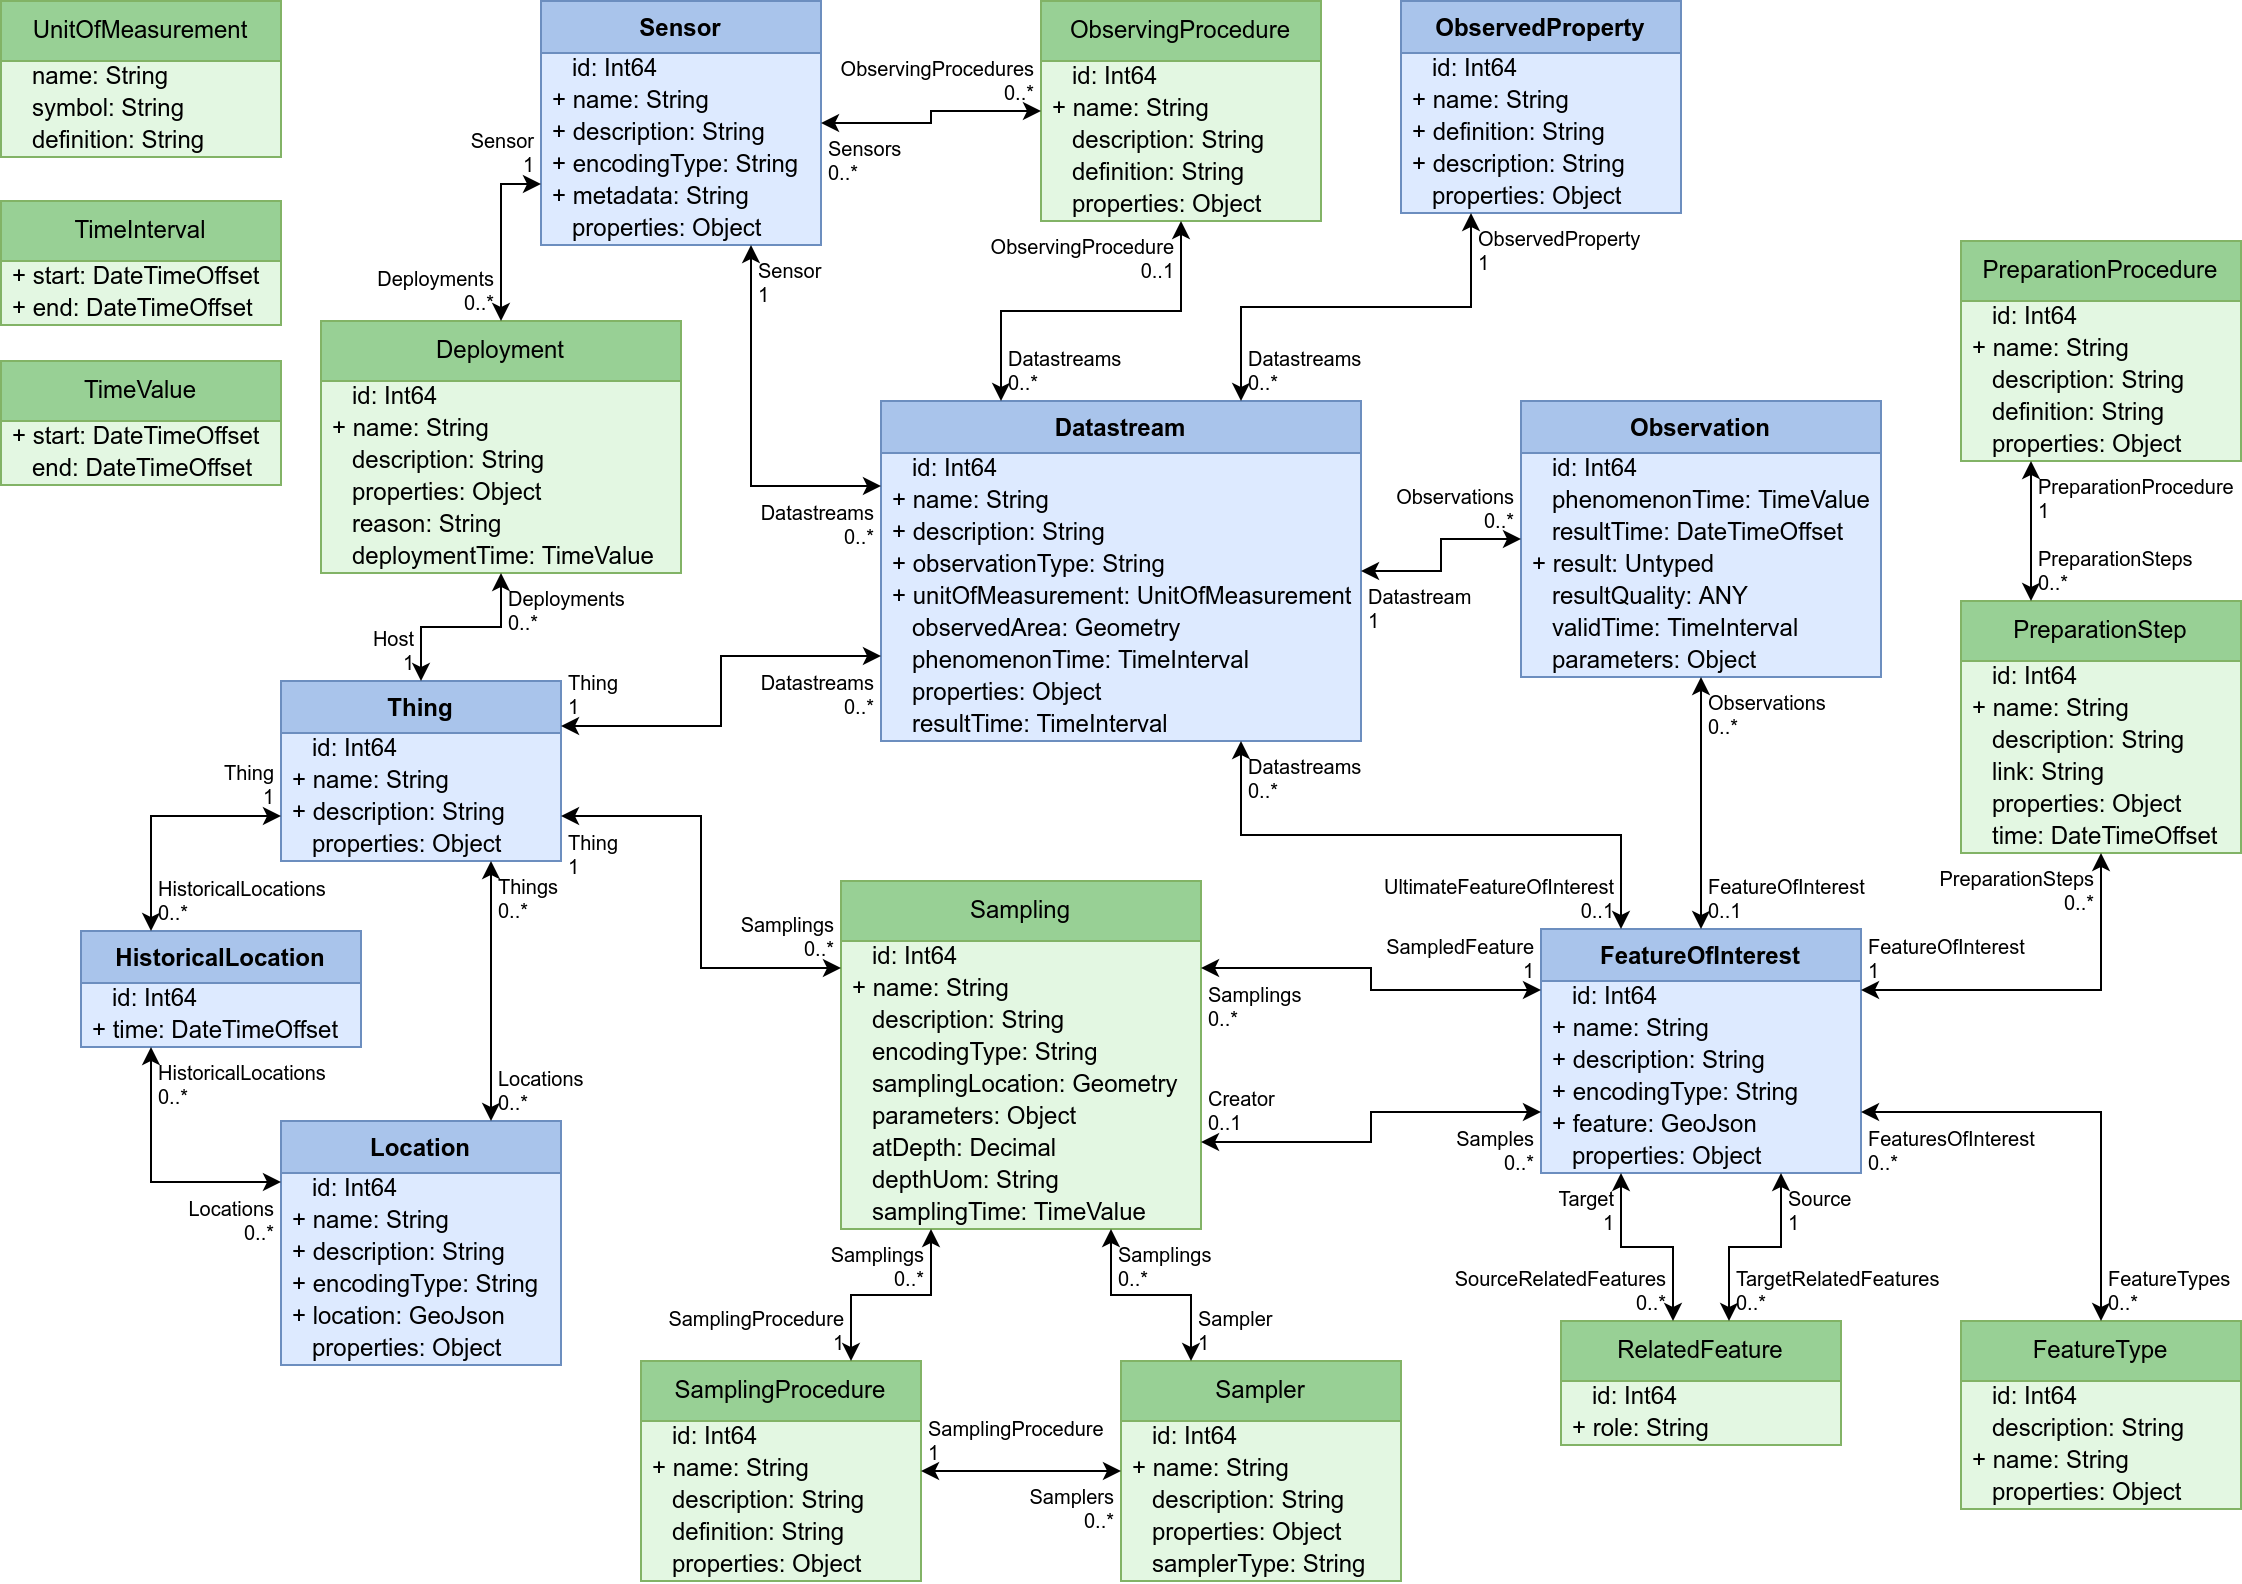 UnitOfMeasurement
name: String
symbol: String
definition: String
TimeInterval
+ start: DateTimeOffset
+ end: DateTimeOffset
TimeValue
+ start: DateTimeOffset
end: DateTimeOffset
Sensor
id: Int64
+ name: String
+ description: String
+ encodingType: String
+ metadata: String
properties: Object
ObservingProcedures
0..*
Sensors
0..*
ObservingProcedure
id: Int64
+ name: String
description: String
definition: String
properties: Object
ObservedProperty
id: Int64
+ name: String
+ definition: String
+ description: String
properties: Object
Sensor
1
Deployments
0..*
Sensor
1
ObservingProcedure
0..1
ObservedProperty
1
Datastreams
0..*
Datastreams
0..*
Deployment
id: Int64
+ name: String
description: String
properties: Object
reason: String
deploymentTime: TimeValue
Datastreams
0..*
Datastream
id: Int64
+ name: String
+ description: String
+ observationType: String
+ unitOfMeasurement: UnitOfMeasurement
observedArea: Geometry
phenomenonTime: TimeInterval
properties: Object
resultTime: TimeInterval
Observations
0..*
Datastream
1
Observation
id: Int64
phenomenonTime: TimeValue
resultTime: DateTimeOffset
+ result: Untyped
resultQuality: ANY
validTime: TimeInterval
parameters: Object
PreparationProcedure
id: Int64
+ name: String
description: String
definition: String
properties: Object
PreparationProcedure
1
PreparationSteps
0..*
PreparationStep
id: Int64
+ name: String
description: String
link: String
properties: Object
time: DateTimeOffset
PreparationSteps
0..*
Deployments
0..*
Host
1
Thing
1
Datastreams
0..*
Thing
id: Int64
+ name: String
+ description: String
properties: Object
Thing
1
Thing
1
HistoricalLocations
0..*
Things
0..*
HistoricalLocation
id: Int64
+ time: DateTimeOffset
HistoricalLocations
0..*
Locations
0..*
Locations
0..*
Location
id: Int64
+ name: String
+ description: String
+ encodingType: String
+ location: GeoJson
properties: Object
Datastreams
0..*
Observations
0..*
UltimateFeatureOfInterest
0..1
FeatureOfInterest
0..1
Samplings
0..*
Sampling
id: Int64
+ name: String
description: String
encodingType: String
samplingLocation: Geometry
parameters: Object
atDepth: Decimal
depthUom: String
samplingTime: TimeValue
SampledFeature
1
Samplings
0..*
Creator
0..1
Samples
0..*
FeatureOfInterest
id: Int64
+ name: String
+ description: String
+ encodingType: String
+ feature: GeoJson
properties: Object
FeatureOfInterest
1
FeaturesOfInterest
0..*
Target
1
Source
1
SourceRelatedFeatures
0..*
TargetRelatedFeatures
0..*
FeatureTypes
0..*
Samplings
0..*
Samplings
0..*
SamplingProcedure
1
Sampler
1
SamplingProcedure
id: Int64
+ name: String
description: String
definition: String
properties: Object
SamplingProcedure
1
Samplers
0..*
Sampler
id: Int64
+ name: String
description: String
properties: Object
samplerType: String
RelatedFeature
id: Int64
+ role: String
FeatureType
id: Int64
description: String
+ name: String
properties: Object